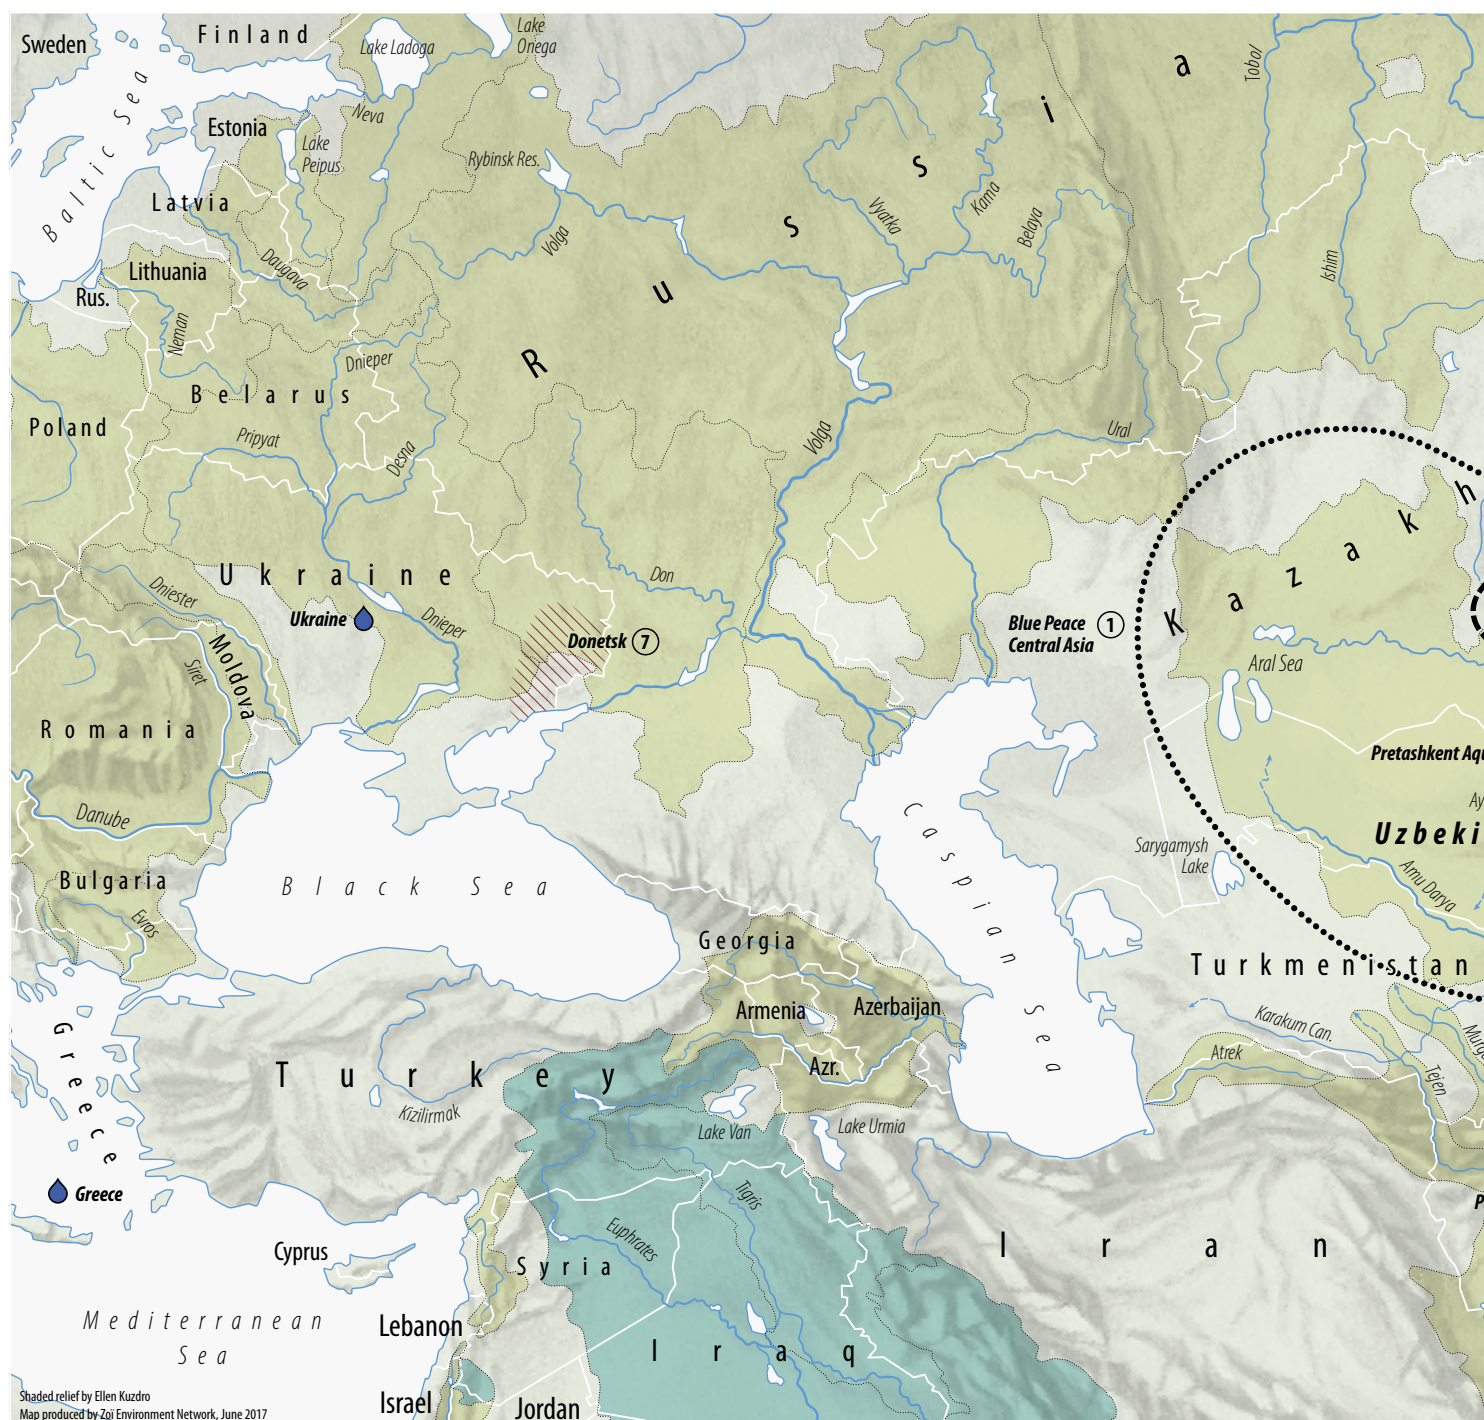 Sweden
Finland
Lake Ladoga
Lake
Onega
Baltic Sea
Estonia
Neva
Lake
Peipus
Rybinsk Res.
Latvia
Volga
Vyatka
Kama
Belaya
Tobol
Ishim
Russia
Lithuania
Daugava
Rus.
Neman
Dnieper
Belarus
Poland
Pripyat
Desna
Volga
Ural
Kazakh
Ukraine
Dniester
Don
Ukraine
Dnieper
Donetsk 7
Blue Peace
Central Asia
1
Aral Sea
Moldova
Siret
Romania
Pretashkent Aqu
Ay
Danube
Uzbeki
Sarygamysh
Lake
Amu Darya
Bulgaria
Black Sea
Caspian Sea
Evros
Georgia
Turkmenistan
Armenia
Azerbaijan
Karakum Can.
Murg
Greece
Turkey
Azr.
Atrek
Tejen
Kizilirmak
Lake Van
Lake Urmia
Greece
Tigris
P
Euphrates
Iran
Cyprus
Syria
Mediterranean
Sea
Lebanon
Iraq
Israel
Jordan
Shaded relief by Ellen Kuzdro
Map produced by Zoï Environment Network, June 2017